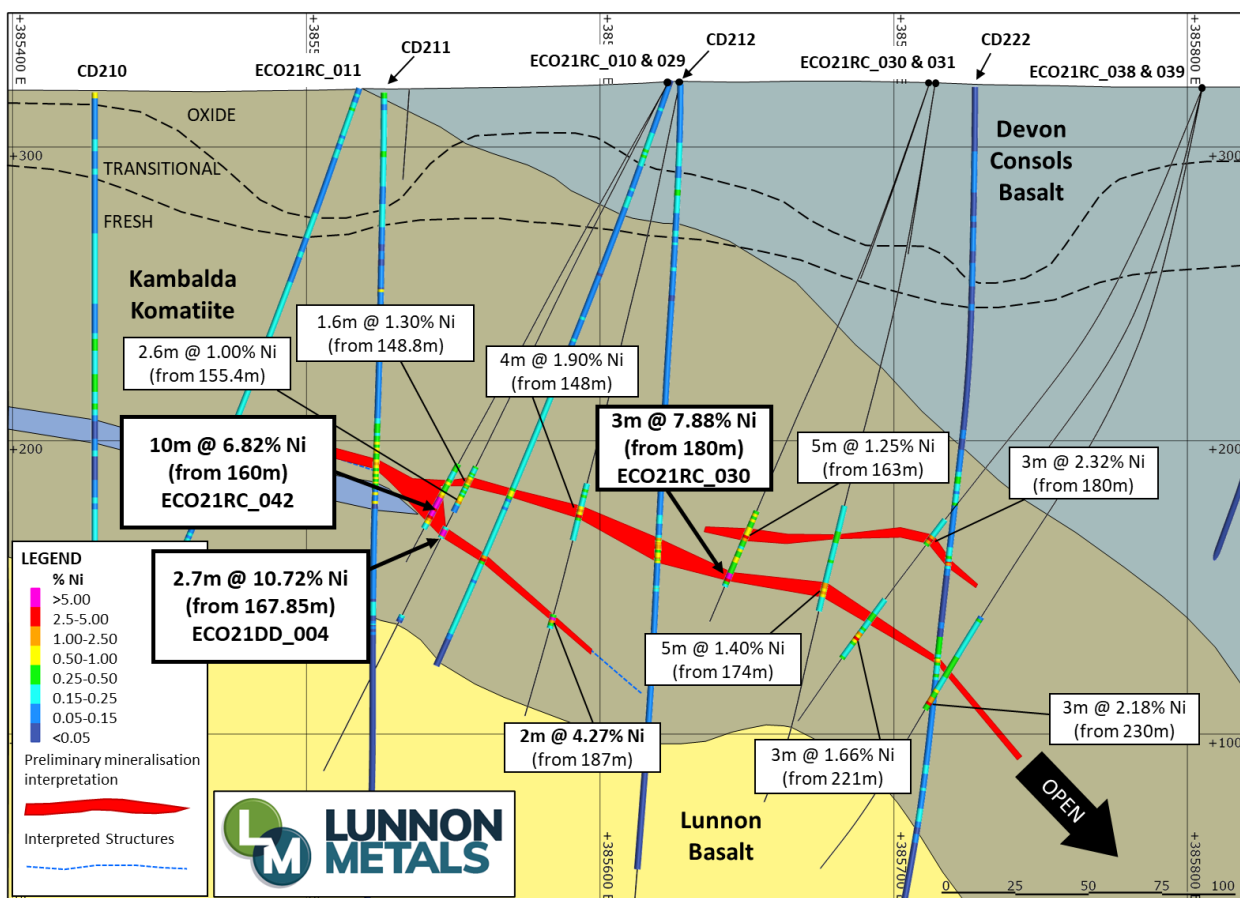 +385400 E
+385
+385
+385
+385800 E
CD210
ECO21RC_011
CD211
ECO21RC_010 & 029
CD212
ECO21RC_030 & 031
CD222
ECO21RC_038 & 039
OXIDE
+300
+300
TRANSITIONAL
FRESH
Devon
Consols
Basalt
Kambalda
Komatiite
1.6m @ 1.30% Ni
(from 148.8m)
2.6m @ 1.00% Ni
(from 155.4m)
4m @ 1.90% Ni
(from 148m)
3m @ 7.88% Ni
(from 180m)
ECO21RC_030
5m @ 1.25% Ni
(from 163m)
3m @ 2.32% Ni
(from 180m)
+200
+200
10m @ 6.82% Ni
(from 160m)
ECO21RC_042
2.7m @ 10.72% Ni
(from 167.85m)
ECO21DD_004
5m @ 1.40% Ni
(from 174m)
2m @ 4.27% Ni
(from 187m)
3m @ 1.66% Ni
(from 221m)
3m @ 2.18% Ni
(from 230m)
+100
OPEN
LEGEND
% Ni
>5.00
2.5-5.00
1.00-2.50
0.50-1.00
0.25-0.50
0.15-0.25
0.05-0.15
<0.05
Preliminary mineralisation
interpretation
Interpreted Structures
LM
LUNNON
METALS
Lunnon
Basalt
+385600 E
+385700
+385800 E
0 25 50 75 100